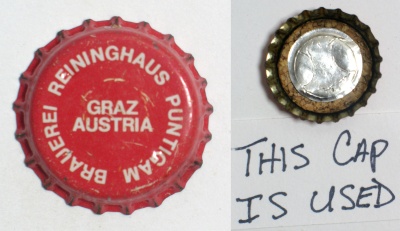 BRAUEREI REININGHAUS PUNTIGAM
GRAZ
AUSTRIA
THIS CAP
IS USED